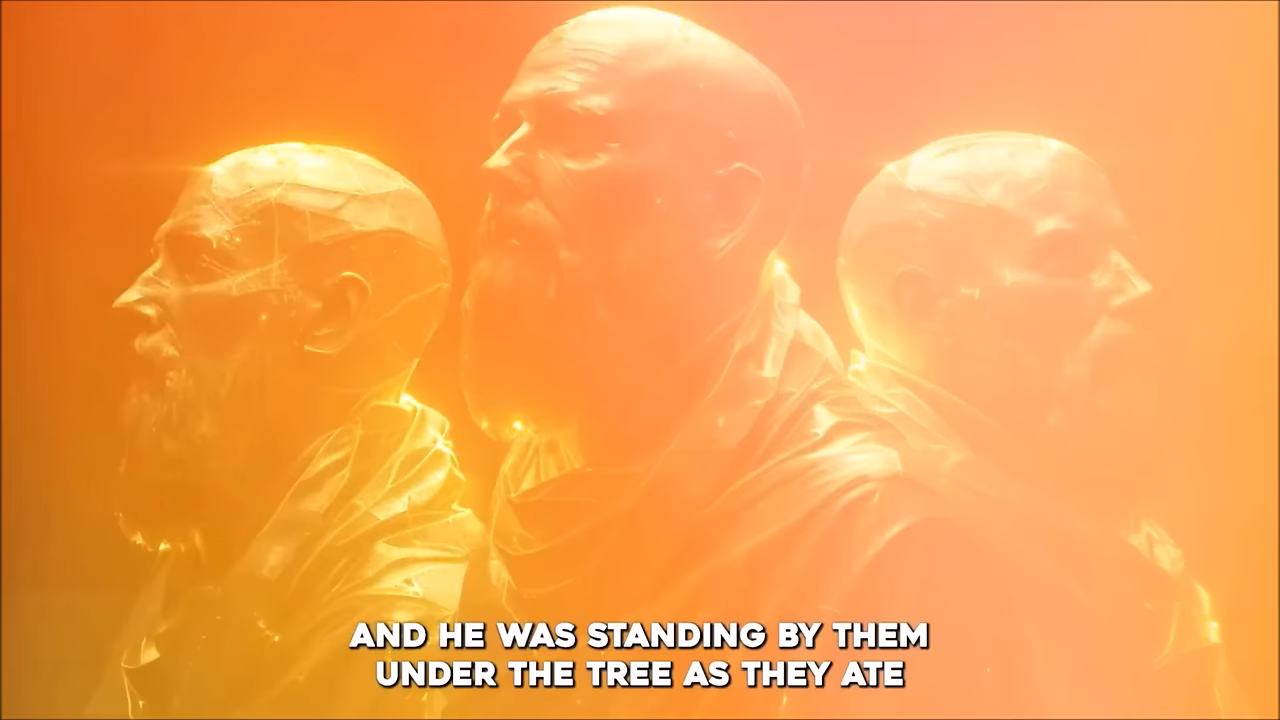 AND HE WAS STANDING BY THEM
UNDER THE TREE AS THEY ATE